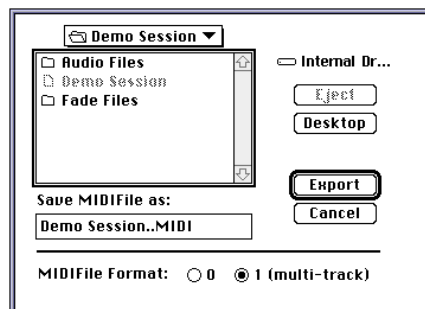 Demo Session
Audio Files
Demo Session
Fade Files
Internal Dr...
Eject
Desktop
Save MIDIFile as:
Demo Session..MIDI
Export
Cancel
MIDIFile Format: 0 1 (multi-track)